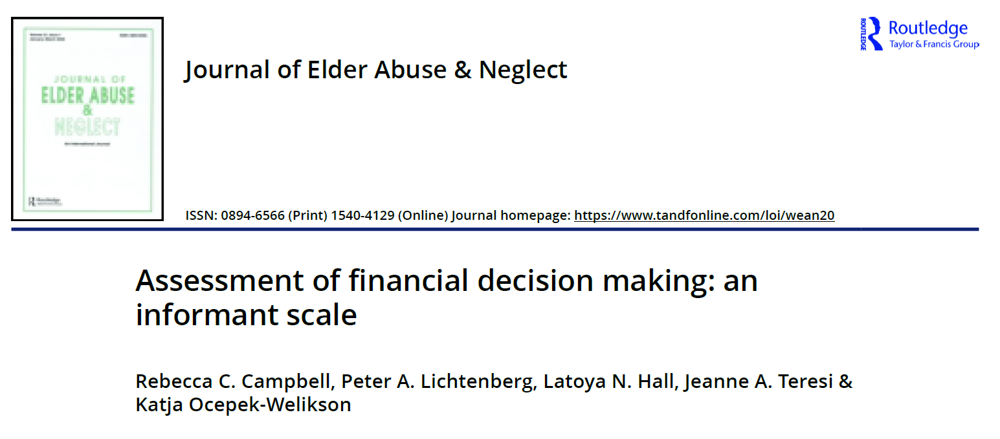 JOURNAL OF
ELDER ABUSE
&
NEGLECT
Routledge
ROUTLEDGE
Routledge
Taylor & Francis Group
Journal of Elder Abuse & Neglect
ISSN: 0894-6566 (Print) 1540-4129 (Online) Journal homepage: https://www.tandfonline.com/loi/wean20
Assessment of financial decision making: an
informant scale
Rebecca C. Campbell, Peter A. Lichtenberg, Latoya N. Hall, Jeanne A. Teresi &
Katja Ocepek-Welikson